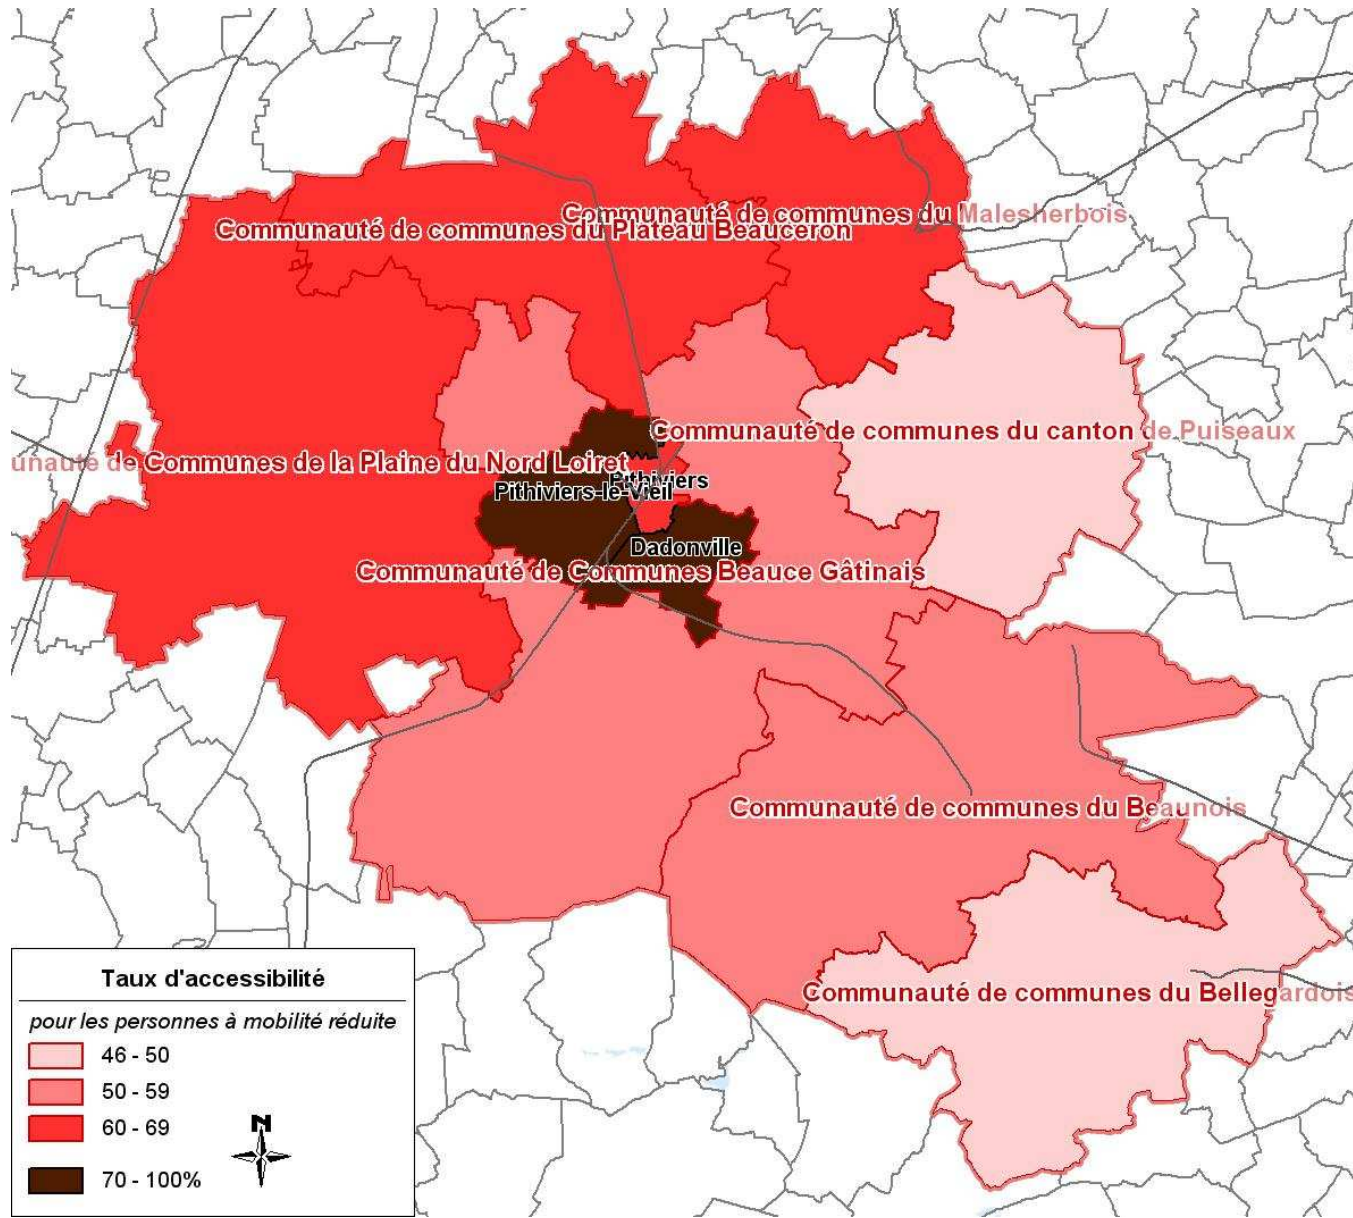 Communauté de communes du Malesherbois
Communauté de communes du Plateau Beauceron
Communauté de communes du canton de Puiseaux
unauté de Communes de la Plaine du Nord Loiret
Pithiviers
Pithiviers-le-Vieil
Dadonville
Communauté de Communes Beauce Gâtinais
Communauté de communes du Beaunois
Communauté de communes du Bellegardois
Taux d'accessibilité
pour les personnes à mobilité réduite
46 - 50
50 - 59
60 - 69
70 - 100%
N